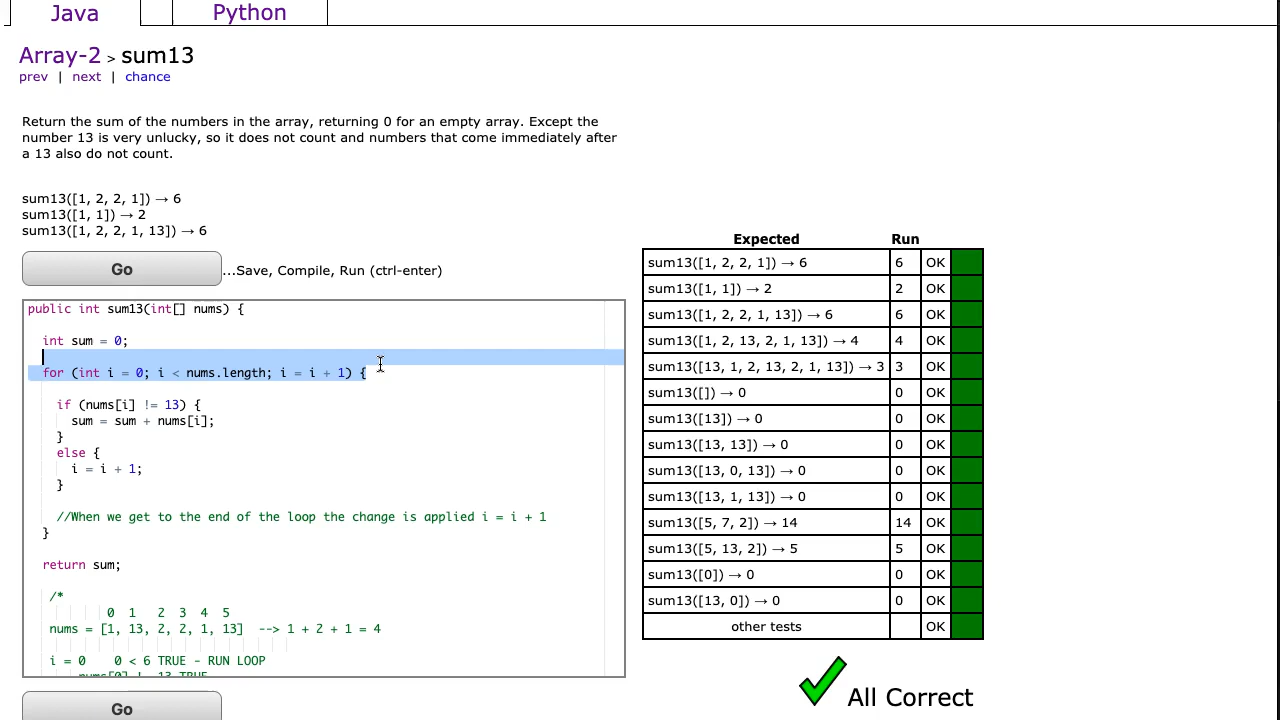 Java Python
Array-2 > sum13
prev | next | chance
Return the sum of the numbers in the array, returning 0 for an empty array. Except the
number 13 is very unlucky, so it does not count and numbers that come immediately after
a 13 also do not count.
sum13([1, 2, 2, 1]) → 6
sum13([1, 1]) → 2
sum13([1, 2, 2, 1, 13]) → 6
Go ...Save, Compile, Run (ctrl-enter)
public int sum13(int[] nums) {
int sum = 0;
for (int i = 0; i < nums.length; i = i + 1) {
if (nums[i] != 13) {
sum = sum + nums[i];
}
else {
i = i + 1;
}
//When we get to the end of the loop the change is applied i = i + 1
}
return sum;
/*
0 1 2 3 4 5
nums = [1, 13, 2, 2, 1, 13] --> 1 + 2 + 1 = 4
i = 0 0 < 6 TRUE - RUN LOOP
Go
Expected Run
sum13([1, 2, 2, 1]) → 6 6 OK
sum13([1, 1]) → 2 2 OK
sum13([1, 2, 2, 1, 13]) → 6 6 OK
sum13([1, 2, 13, 2, 1, 13]) → 4 4 OK
sum13([13, 1, 2, 13, 2, 1, 13]) → 3 3 OK
sum13([]) → 0 0 OK
sum13([13]) → 0 0 OK
sum13([13, 13]) → 0 0 OK
sum13([13, 0, 13]) → 0 0 OK
sum13([13, 1, 13]) → 0 0 OK
sum13([5, 7, 2]) → 14 14 OK
sum13([5, 13, 2]) → 5 5 OK
sum13([0]) → 0 0 OK
sum13([13, 0]) → 0 0 OK
other tests OK
All Correct